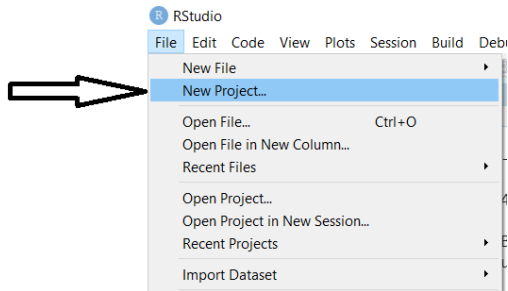 R RStudio
File Edit Code View Plots Session Build Deb
New File
New Project...
Open File... Ctrl+O
Open File in New Column...
Recent Files
Open Project...
Open Project in New Session...
Recent Projects
Import Dataset